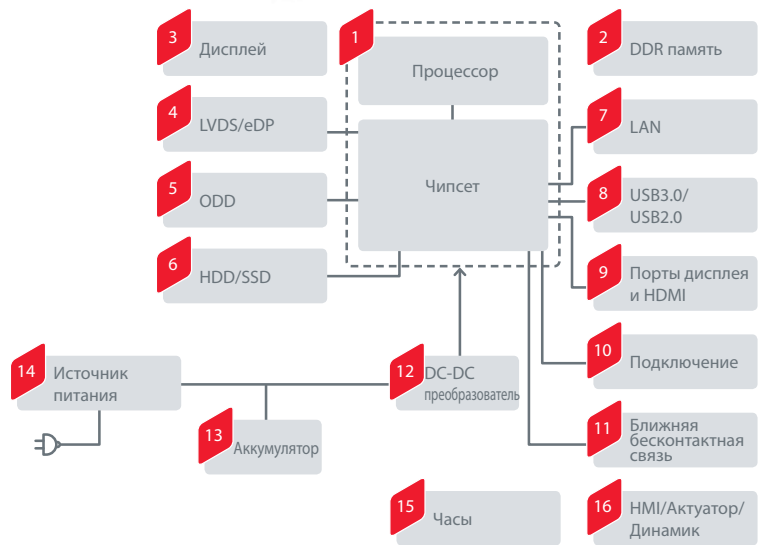 3
Дисплей
1
Процессор
2
DDR память
4
LVDS/eDP
7
LAN
Чипсет
5
ODD
8
USB3.0/
USB2.0
6
HDD/SSD
9
Порты дисплея
и HDMI
14
Источник
питания
12
DC-DC
преобразователь
10
Подключение
13
Аккумулятор
11
Ближняя
бесконтактная
связь
15
Часы
16
HMI/Актуатор/
Динамик